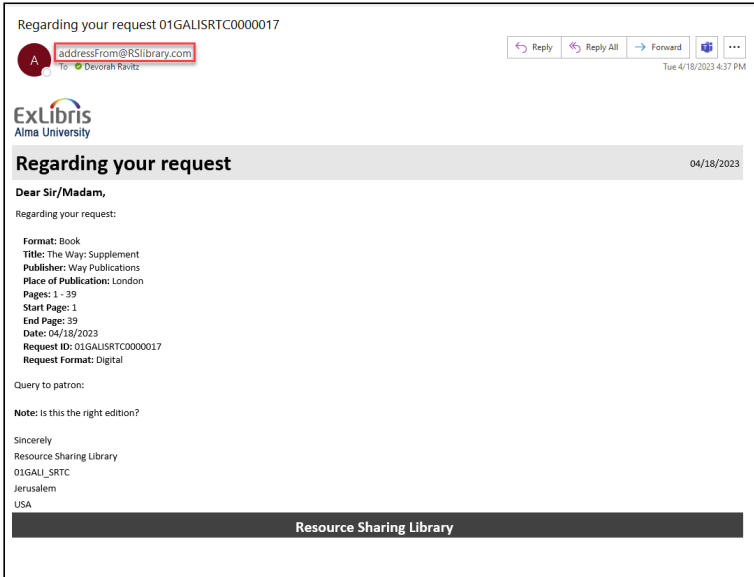 Regarding your request 01GALISRTC0000017
A
addressFrom@RSlibrary.com
To Devorah Ravitz
Reply
Reply All
Forward
Tue 4/18/2023 4:37 PM
ExLibris
Alma University
Regarding your request
04/18/2023
Dear Sir/Madam,
Regarding your request:
Format: Book
Title: The Way: Supplement
Publisher: Way Publications
Place of Publication: London
Pages: 1 - 39
Start Page: 1
End Page: 39
Date: 04/18/2023
Request ID: 01GALISRTC0000017
Request Format: Digital
Query to patron:
Note: Is this the right edition?
Sincerely
Resource Sharing Library
01GALI_SRTC
Jerusalem
USA
Resource Sharing Library